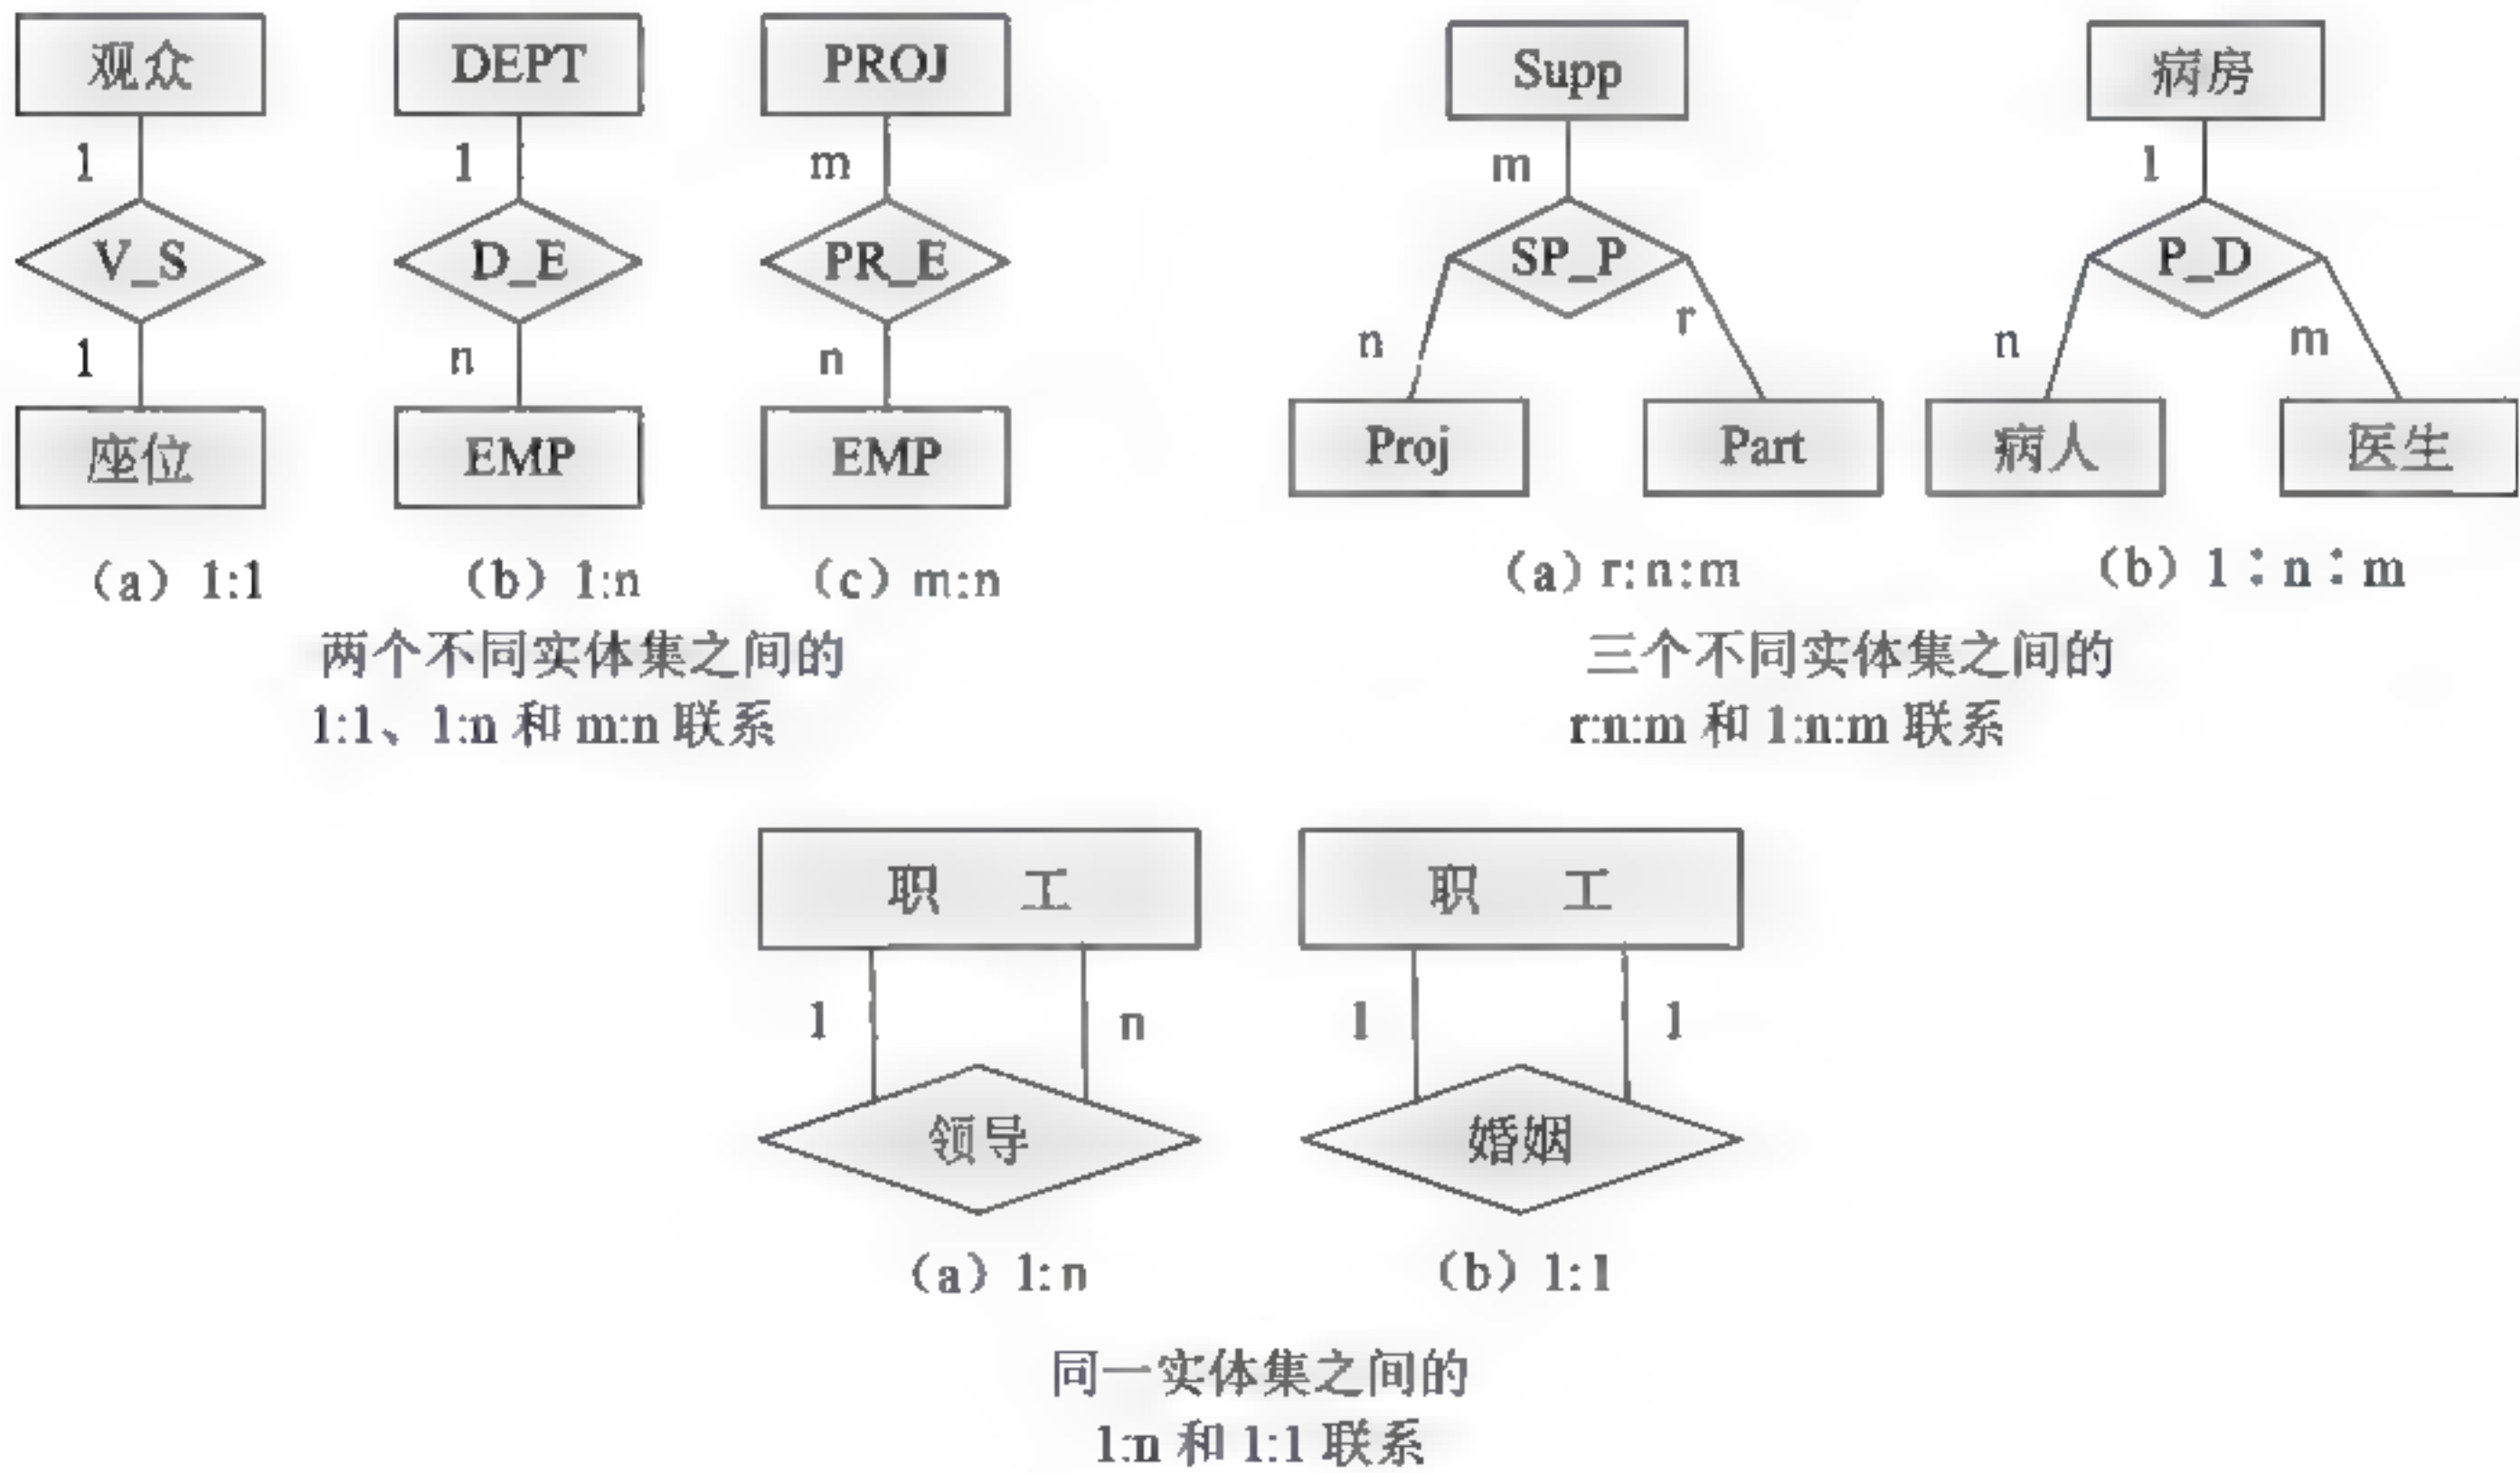 观众 DEPT PROJ
1 1 m
V_S D_E PR_E
1 n n
座位 EMP EMP
(a) 1:1 (b) 1:n (c) m:n
两个不同实体集之间的
1:1、1:n 和 m:n 联系
Supp 病房
m 1
SP_P P_D
n r n m
Proj Part 病人 医生
(a) r:n:m (b) 1:n:m
三个不同实体集之间的
r:n:m 和 1:n:m 联系
职 工 职 工
1 n 1 1
领导 婚姻
(a) 1:n (b) 1:1
同一实体集之间的
1:n 和 1:1 联系